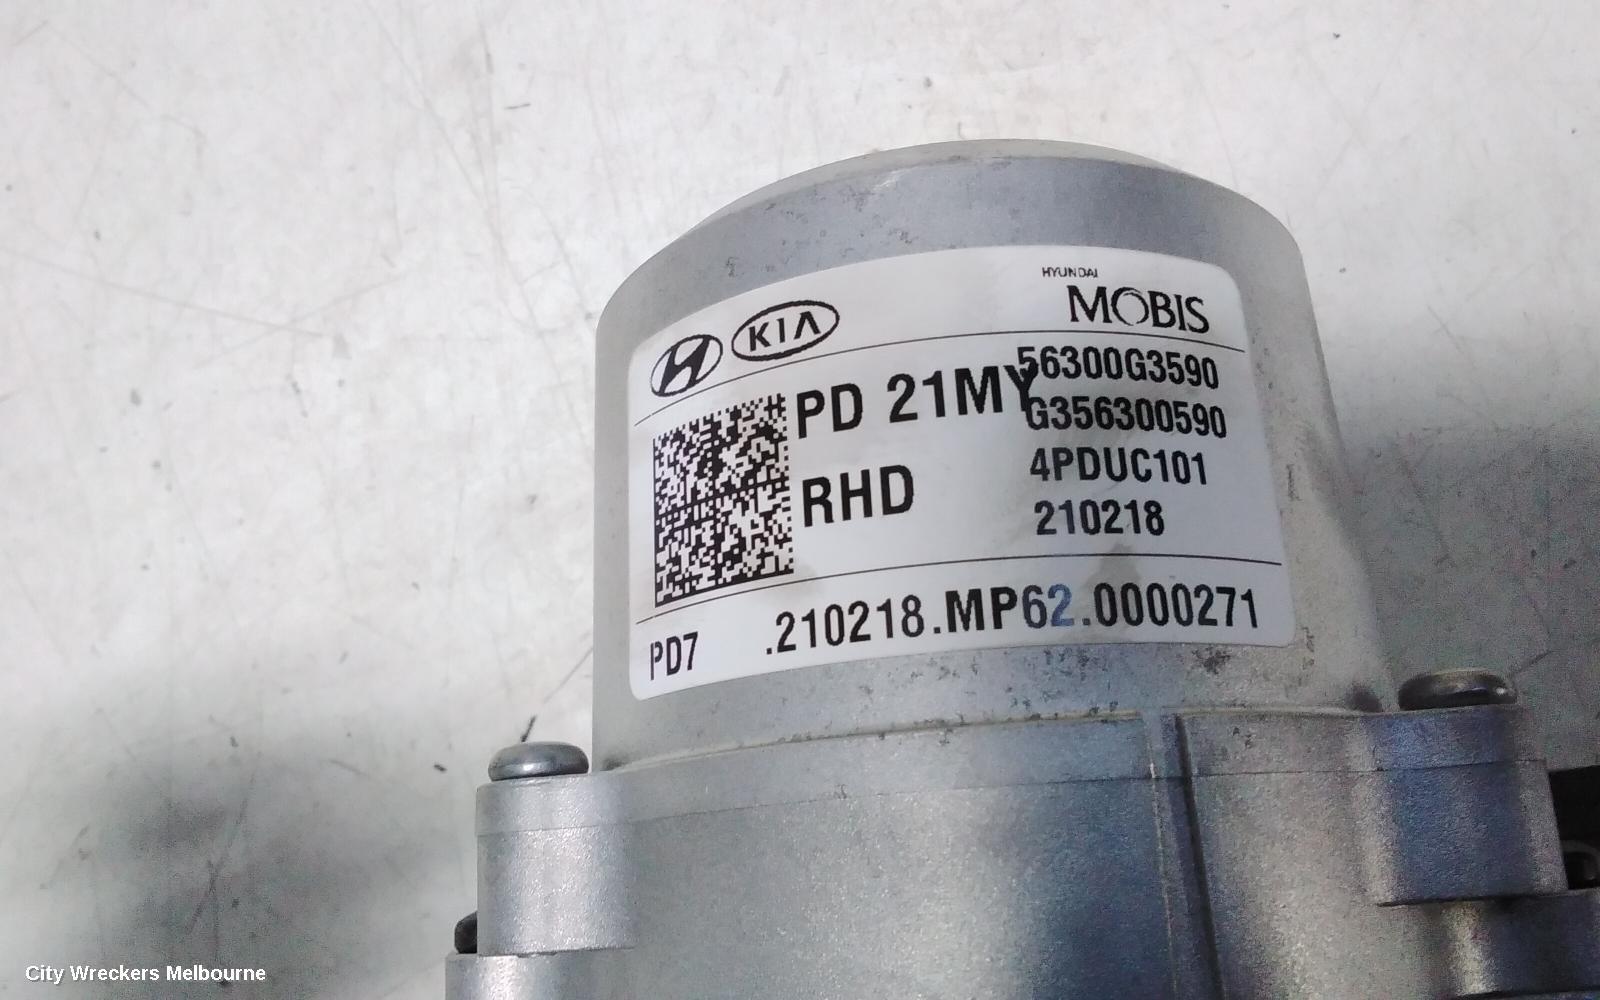 KIA
HYUNDAI
MOBIS
PD 21MY
RHD
56300G3590
G356300590
4PDUC101
210218
PD7 .210218.MP62.0000271
City Wreckers Melbourne